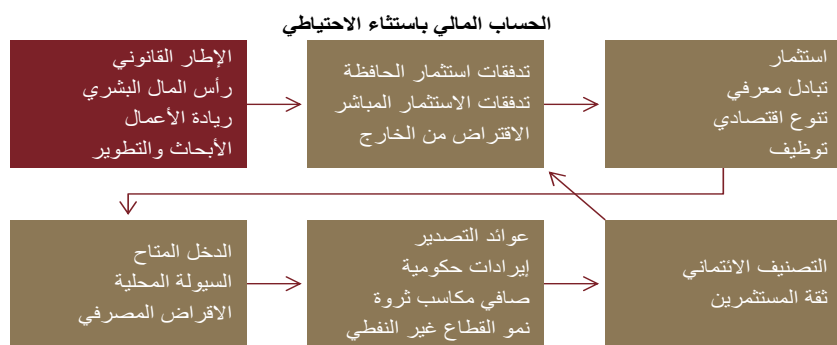 الحساب المالي باستثناء الاحتياطي
الإطار القانوني
رأس المال البشري
ريادة الأعمال
الأبحاث والتطوير
تدفقات استثمار الحافظة
تدفقات الاستثمار المباشر
الاقتراض من الخارج
استثمار
تبادل معرفي
تنوع اقتصادي
توظيف
الدخل المتاح
السيولة المحلية
الاقراض المصرفي
عوائد التصدير
إيرادات حكومية
صافي مكاسب ثروة
نمو القطاع غير النفطي
التصنيف الائتماني
ثقة المستثمرين